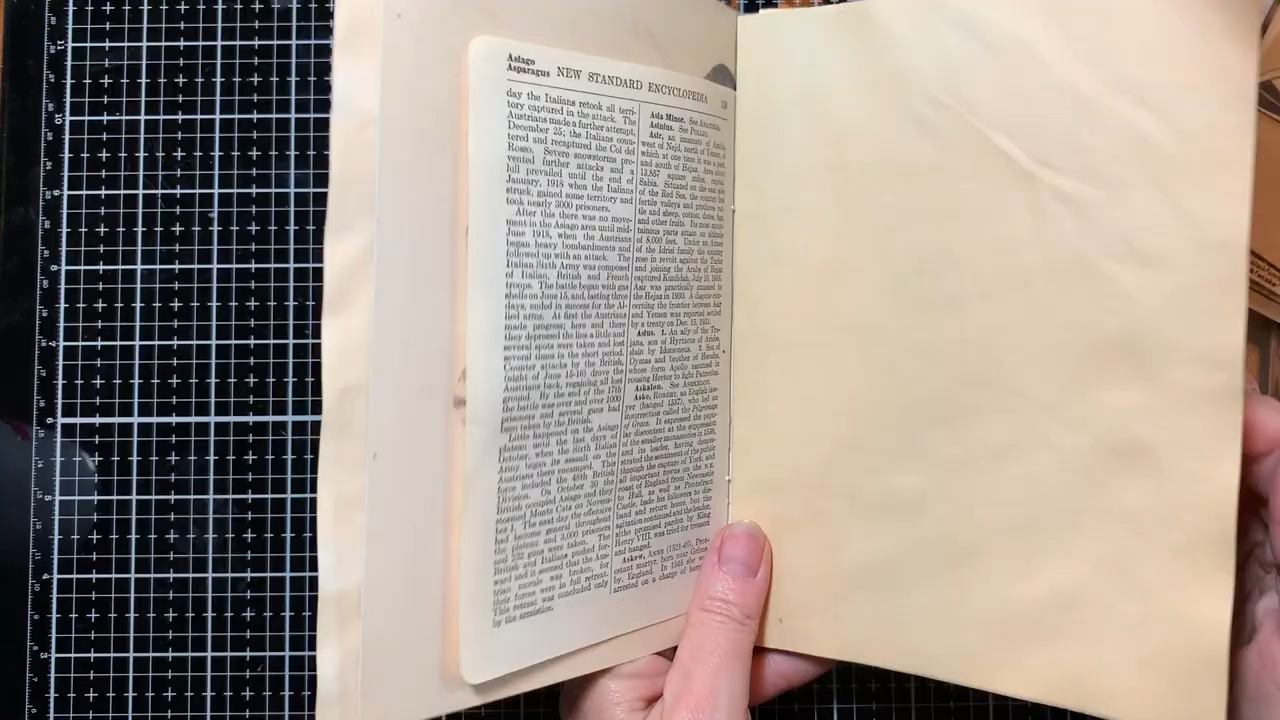 Asiago
Asparagus
NEW STANDARD ENCYCLOPEDIA
day the Italians retook all terri-
tory captured in the attack. The
Austrians made a further attempt,
December 25; the Italians coun-
tered and recaptured the Col del
Rosso. Severe snowstorms pre-
vented further attacks and a
lull prevailed until the end of
January, 1918 when the Italians
struck, gained some territory and
took nearly 3000 prisoners.
After this there was no move-
ment in the Asiago area until mid-
June 1918, when the Austrians
began heavy bombardments and
followed up with an attack. The
Italian Sixth Army was composed
of Italian, British and French
troops. The battle began with gas
shells on June 15, and, lasting three
days, ended in success for the Al-
lied arms. At first the Austrians
made progress; here and there
they depressed the line a little and
several spots were taken and lost
several times in the short period.
Counter attacks by the British,
(night of June 15-16) drove the
Austrians back, regaining all lost
ground. By the end of the 17th
the battle was over and over 1000
prisoners and several guns had
been taken by the British.
Little happened on the Asiago
plateau until the last days of
October, when the Sixth Italian
Army began its assault on the
Austrians there encamped. This
force included the 48th British
Division. On October 30 the
British occupied Asiago and they
stormed Monte Catz on Novem-
ber 1. The next day the offensive
had become general throughout
the plateau and 3,000 prisoners
and 232 guns were taken. The
British and Italians pushed for-
ward and it seemed that the Aus-
trian morale was broken, for
their forces were in full retreat.
This retreat was concluded only
by the armistice.
Asia Minor. See ANATOLIA.
Asinius. See POLLIO.
Asir, an imamate of Arabia,
west of Nejd, north of Yemen, of
which at one time it was a part,
and south of Hejaz. Area about
13,857 square miles, capital,
Sabia. Situated on the east side
of the Red Sea, the country has
fertile valleys and produces cat-
tle and sheep, cotton, dates, figs,
and other fruits. Its most moun-
tainous parts attain an altitude
of 8,000 feet. Under an Ameer
of the Idrisi family the country
rose in revolt against the Turks
and joining the Arabs of Hejaz
captured Kunfidah, July 10, 1916.
Asir was practically annexed to
the Hejaz in 1930. A dispute con-
cerning the frontier between Asir
and Yemen was reported settled
by a treaty on Dec. 15, 1931.
Asius. 1. An ally of the Tro-
jans, son of Hyrtacus of Arisbe,
slain by Idomeneus. 2. Son of
Dymas and brother of Hecuba,
whose form Apollo assumed in
rousing Hector to fight Patroclus.
Askalon. See ASHKELON.
Aske, ROBERT, an English law-
yer (hanged 1537), who led an
insurrection called the Pilgrimage
of Grace. It expressed the popu-
lar discontent at the suppression
of the smaller monasteries in 1536,
and its leader, having demon-
strated the sentiment of the public
through the capture of York, and
all important towns on the N.E.
coast of England from Newcastle
to Hull, as well as Pontefract
Castle, bade his followers to dis-
band and return home, but the
agitation continued and the leader,
altho promised pardon by King
Henry VIII, was tried for treason
and hanged.
Askew, ANNE (1521-46), Prot-
estant martyr, born near Grims-
by, England. In 1545 she
arrested on a charge of
11
10
9
8
7
6
5
4
3